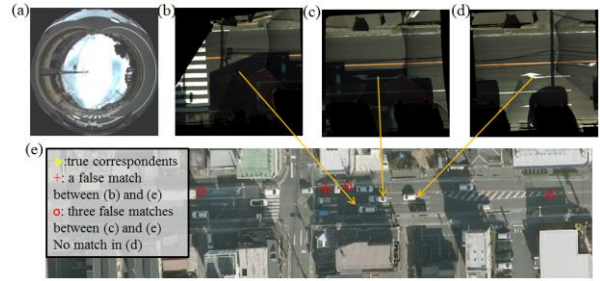 (a)
(b)
(c)
(d)
(e)
:true correspondents
+: a false match
between (b) and (e)
o: three false matches
between (c) and (e)
No match in (d)